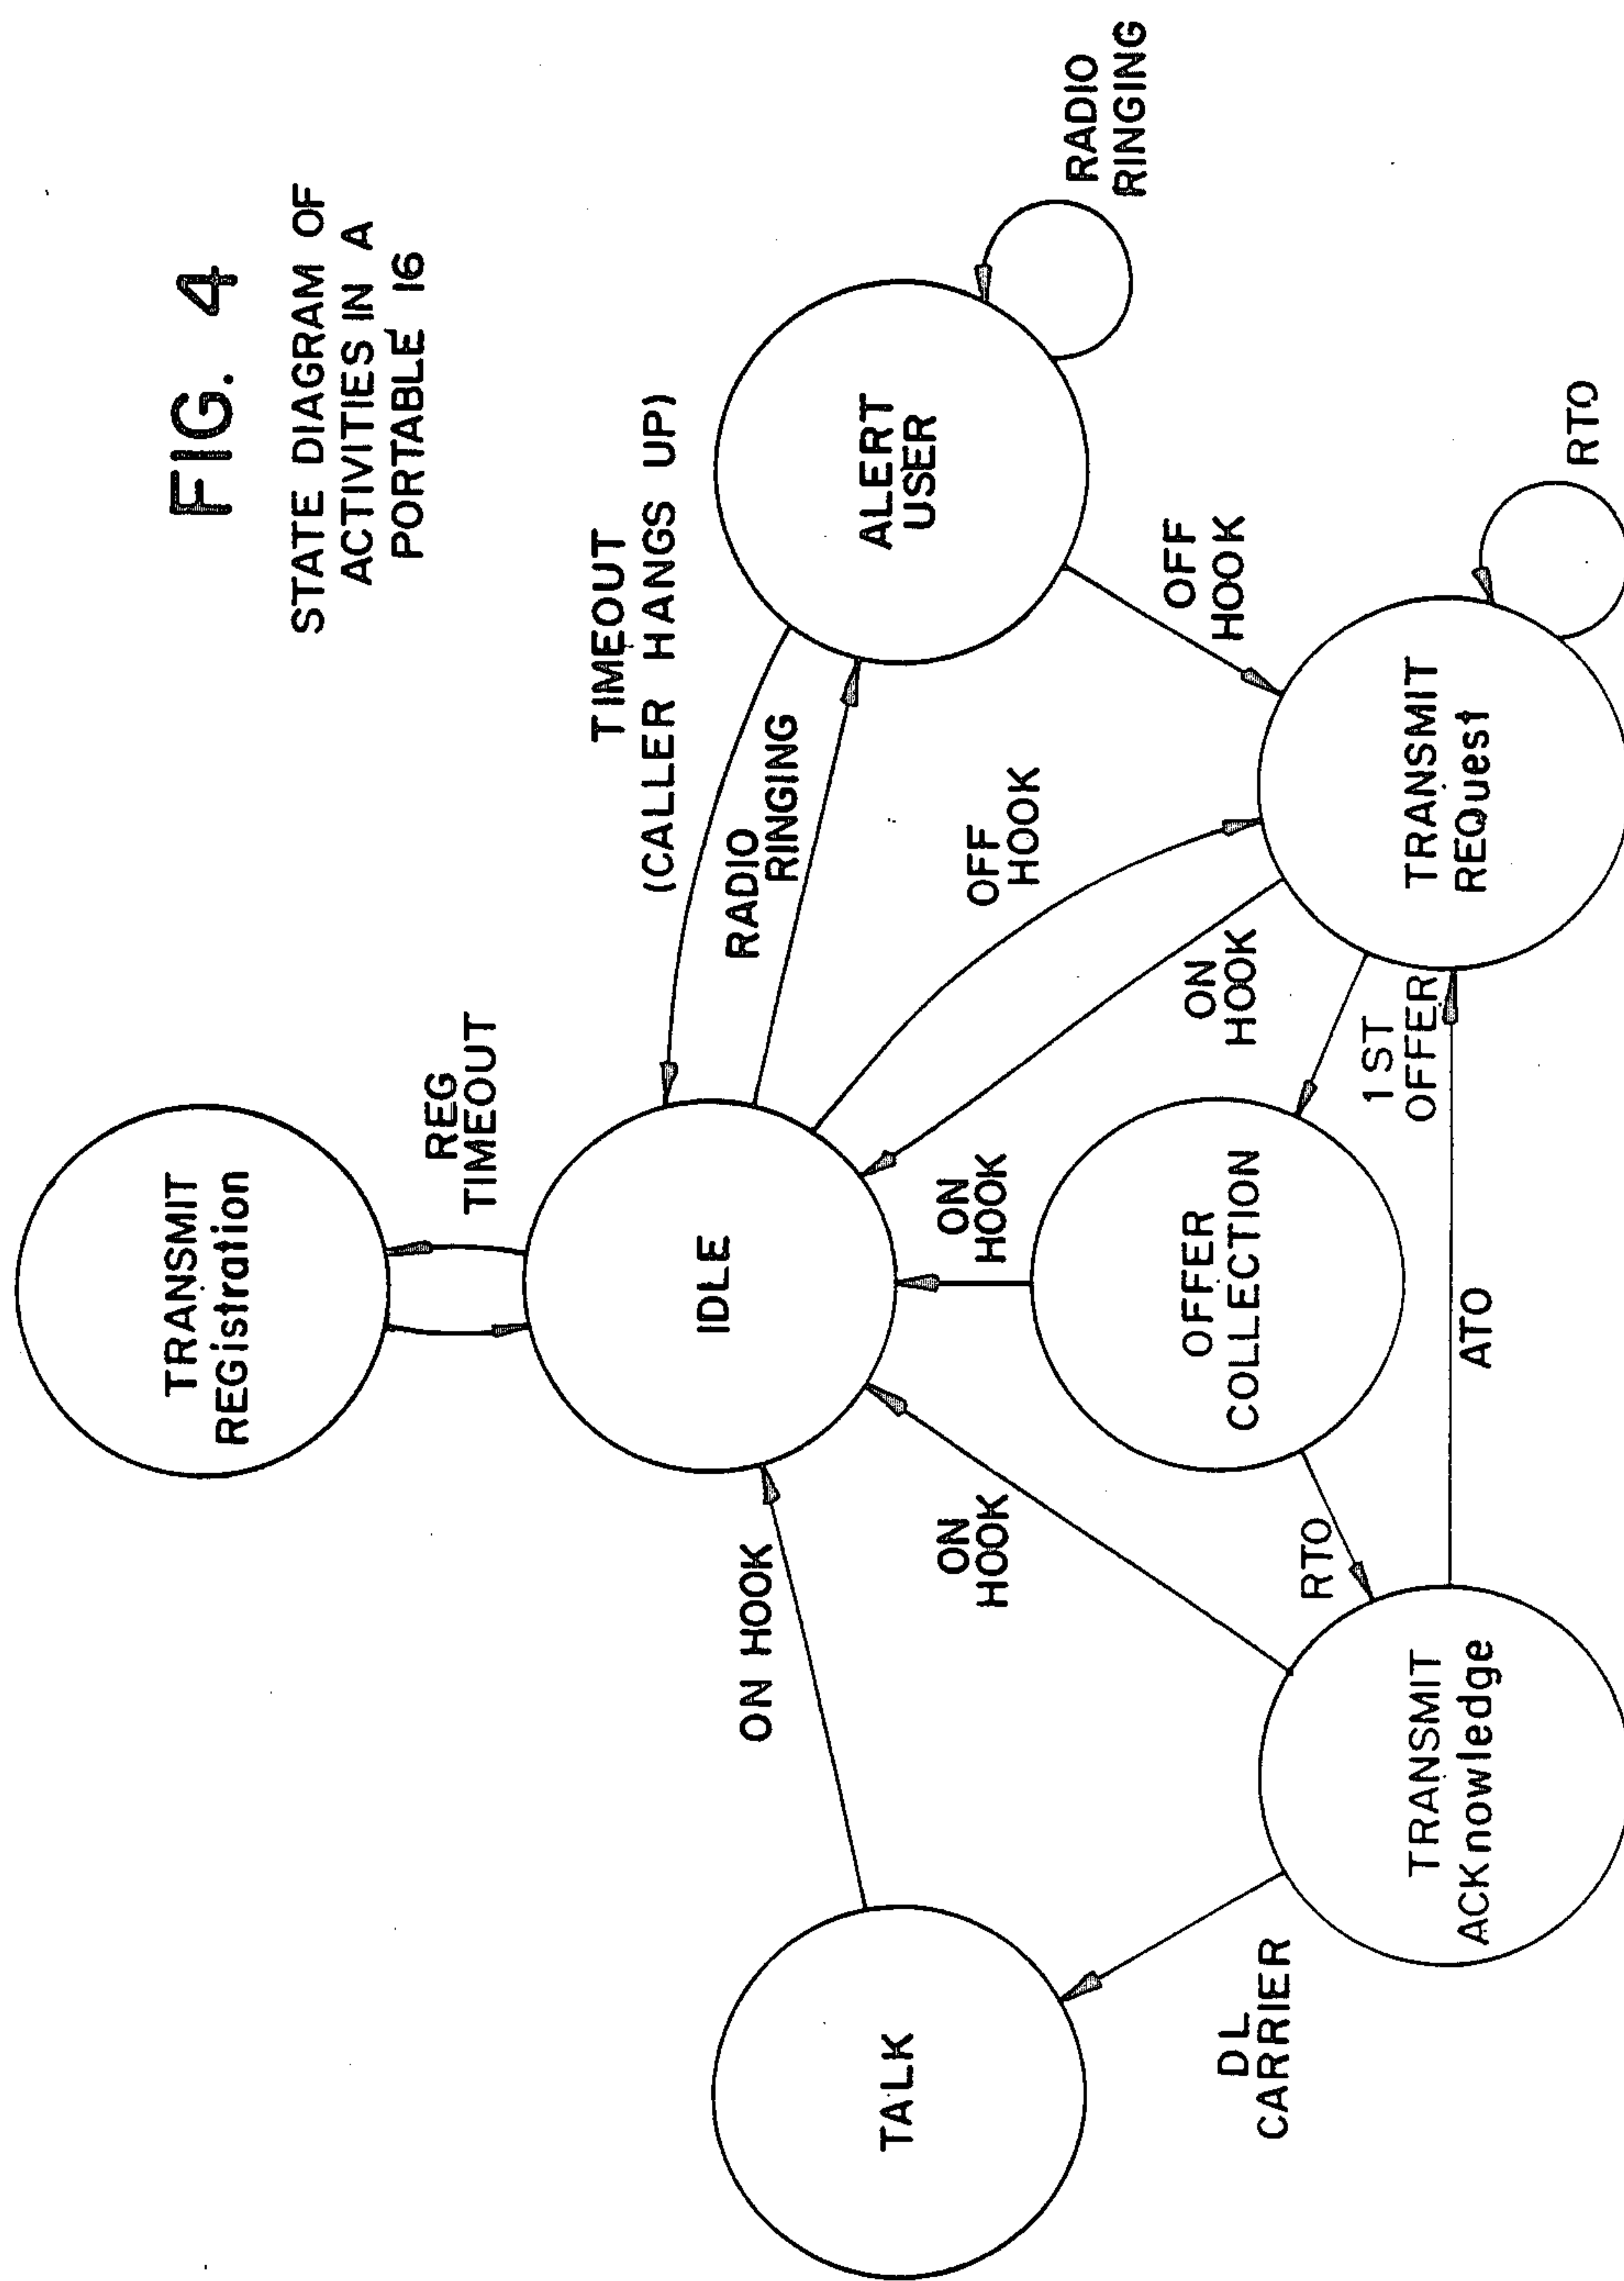 FIG. 4
STATE DIAGRAM OF
ACTIVITIES IN A
PORTABLE 16
TRANSMIT
REGistration
REG
TIMEOUT
TIMEOUT
(CALLER HANGS UP)
IDLE
RADIO
RINGING
ALERT
USER
RADIO
RINGING
ON HOOK
TALK
ON
HOOK
ON
HOOK
OFF
HOOK
ON
HOOK
OFF
HOOK
OFFER
COLLECTION
DL
CARRIER
RTO
1ST
OFFER
TRANSMIT
ACKnowledge
ATO
TRANSMIT
REQuest
RTO